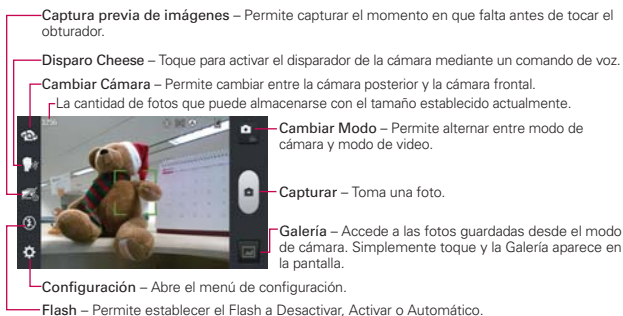 Captura previa de imágenes – Permite capturar el momento en que falta antes de tocar el
obturador.
Disparo Cheese – Toque para activar el disparador de la cámara mediante un comando de voz.
Cambiar Cámara – Permite cambiar entre la cámara posterior y la cámara frontal.
La cantidad de fotos que puede almacenarse con el tamaño establecido actualmente.
Cambiar Modo – Permite alternar entre modo de
cámara y modo de video.
Capturar – Toma una foto.
Galería – Accede a las fotos guardadas desde el modo
de cámara. Simplemente toque y la Galería aparece en
la pantalla.
Configuración – Abre el menú de configuración.
Flash – Permite establecer el Flash a Desactivar, Activar o Automático.